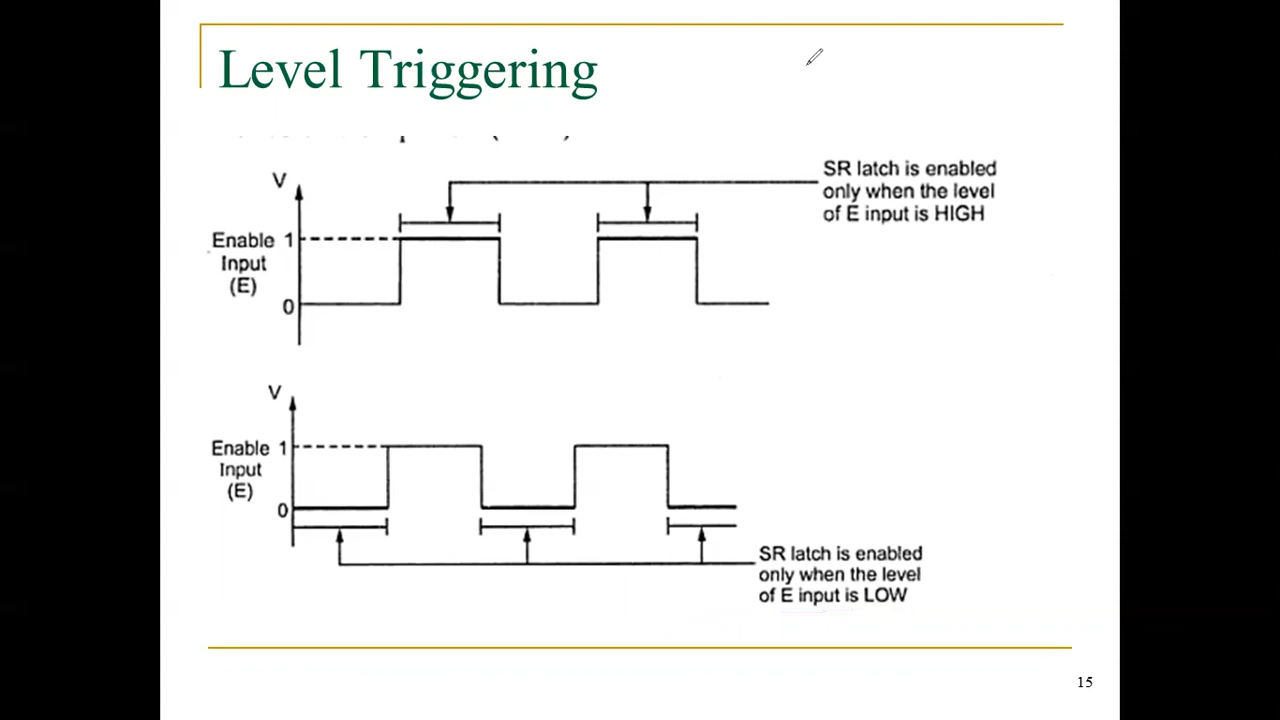 Level Triggering
V
SR latch is enabled
only when the level
of E input is HIGH
Enable 1
Input
(E)
0
V
Enable 1
Input
(E)
0
SR latch is enabled
only when the level
of E input is LOW
15